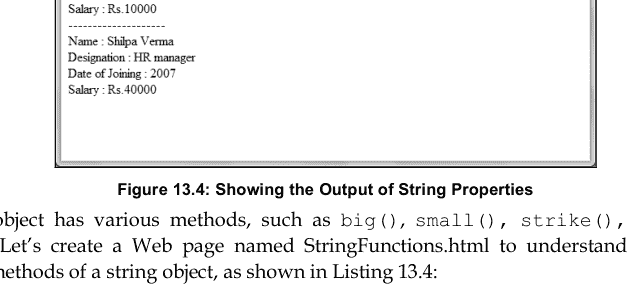 Salary : Rs.10000
--------------------
Name : Shilpa Verma
Designation : HR manager
Date of Joining : 2007
Salary : Rs.40000
Figure 13.4: Showing the Output of String Properties
object has various methods, such as big(), small(), strike(),
Let's create a Web page named StringFunctions.html to understand
methods of a string object, as shown in Listing 13.4: